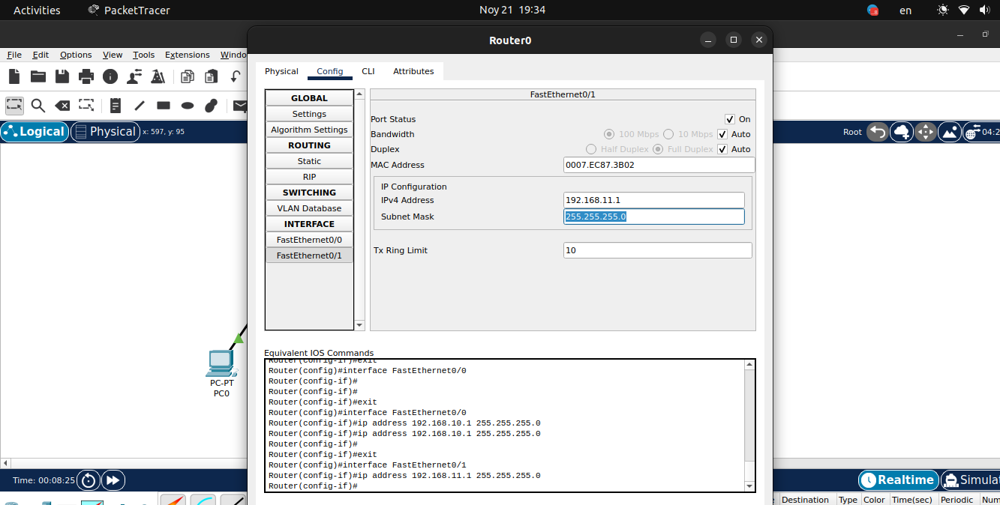 Activities PacketTracer Noy 21 19:34 en
Router0
File Edit Options View Tools Extensions Windo
Physical Config CLI Attributes
GLOBAL
Settings
Algorithm Settings
ROUTING
Static
RIP
SWITCHING
VLAN Database
INTERFACE
FastEthernet0/0
FastEthernet0/1
FastEthernet0/1
Port Status On
Bandwidth 100 Mbps 10 Mbps Auto
Duplex Half Duplex Full Duplex Auto
MAC Address 0007.EC87.3B02
IP Configuration
IPv4 Address 192.168.11.1
Subnet Mask 255.255.255.0
Tx Ring Limit 10
Logical Physical x: 597, y: 95
Root 04:2
PC-PT
PC0
Equivalent IOS Commands
Router(config-if)#exit
Router(config)#interface FastEthernet0/0
Router(config-if)#
Router(config-if)#
Router(config-if)#exit
Router(config)#interface FastEthernet0/0
Router(config-if)#ip address 192.168.10.1 255.255.255.0
Router(config-if)#ip address 192.168.10.1 255.255.255.0
Router(config-if)#
Router(config-if)#exit
Router(config)#interface FastEthernet0/1
Router(config-if)#ip address 192.168.11.1 255.255.255.0
Router(config-if)#
Time: 00:08:25
Realtime Simulat
Destination Type Color Time(sec) Periodic Num